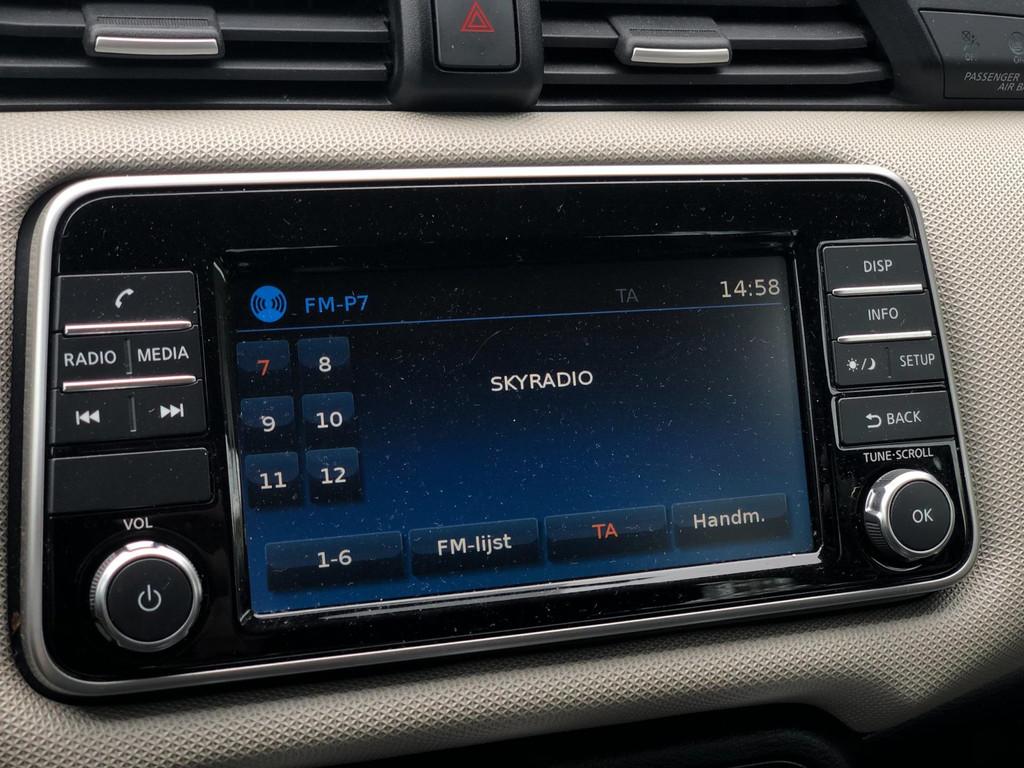 PASSENGER
AIR B
FM-P7
TA
14:58
7
8
SKYRADIO
9
10
11
12
1-6
FM-lijst
TA
Handm.
RADIO
MEDIA
VOL
DISP
INFO
SETUP
BACK
TUNE·SCROLL
OK